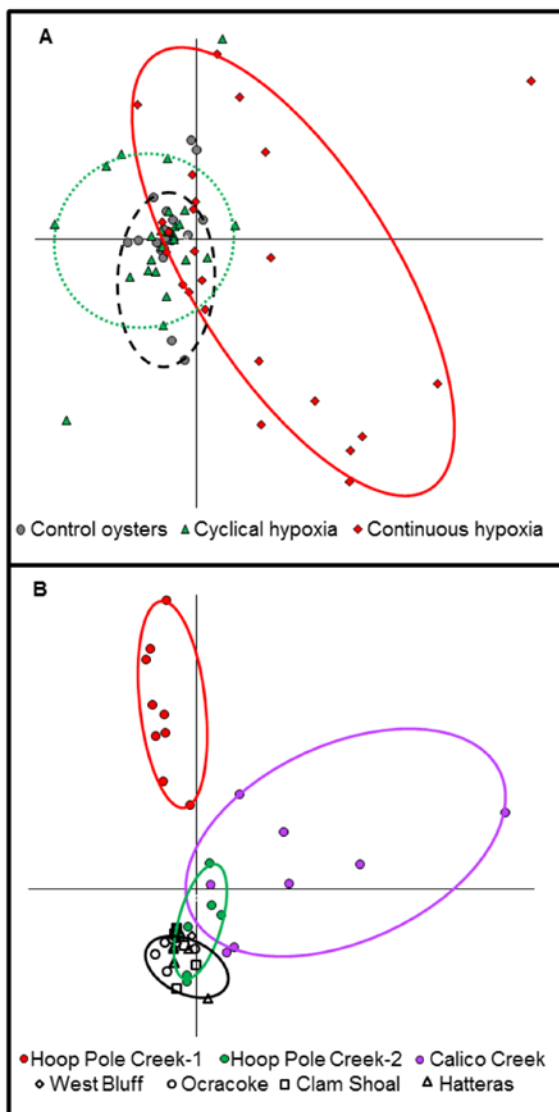 A
Control oysters Cyclical hypoxia Continuous hypoxia
B
Hoop Pole Creek-1 Hoop Pole Creek-2 Calico Creek
West Bluff Ocracoke Clam Shoal Hatteras